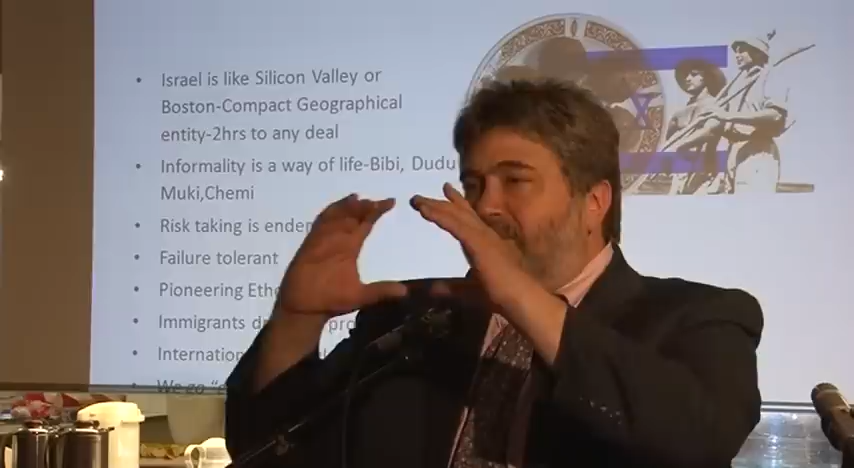 • Israel is like Silicon Valley or
Boston-Compact Geographical
entity-2hrs to any deal
• Informality is a way of life-Bibi, Dudu
Muki,Chemi
• Risk taking is
• Failure tolerant
• Pioneering
• Immigrants
•
• We